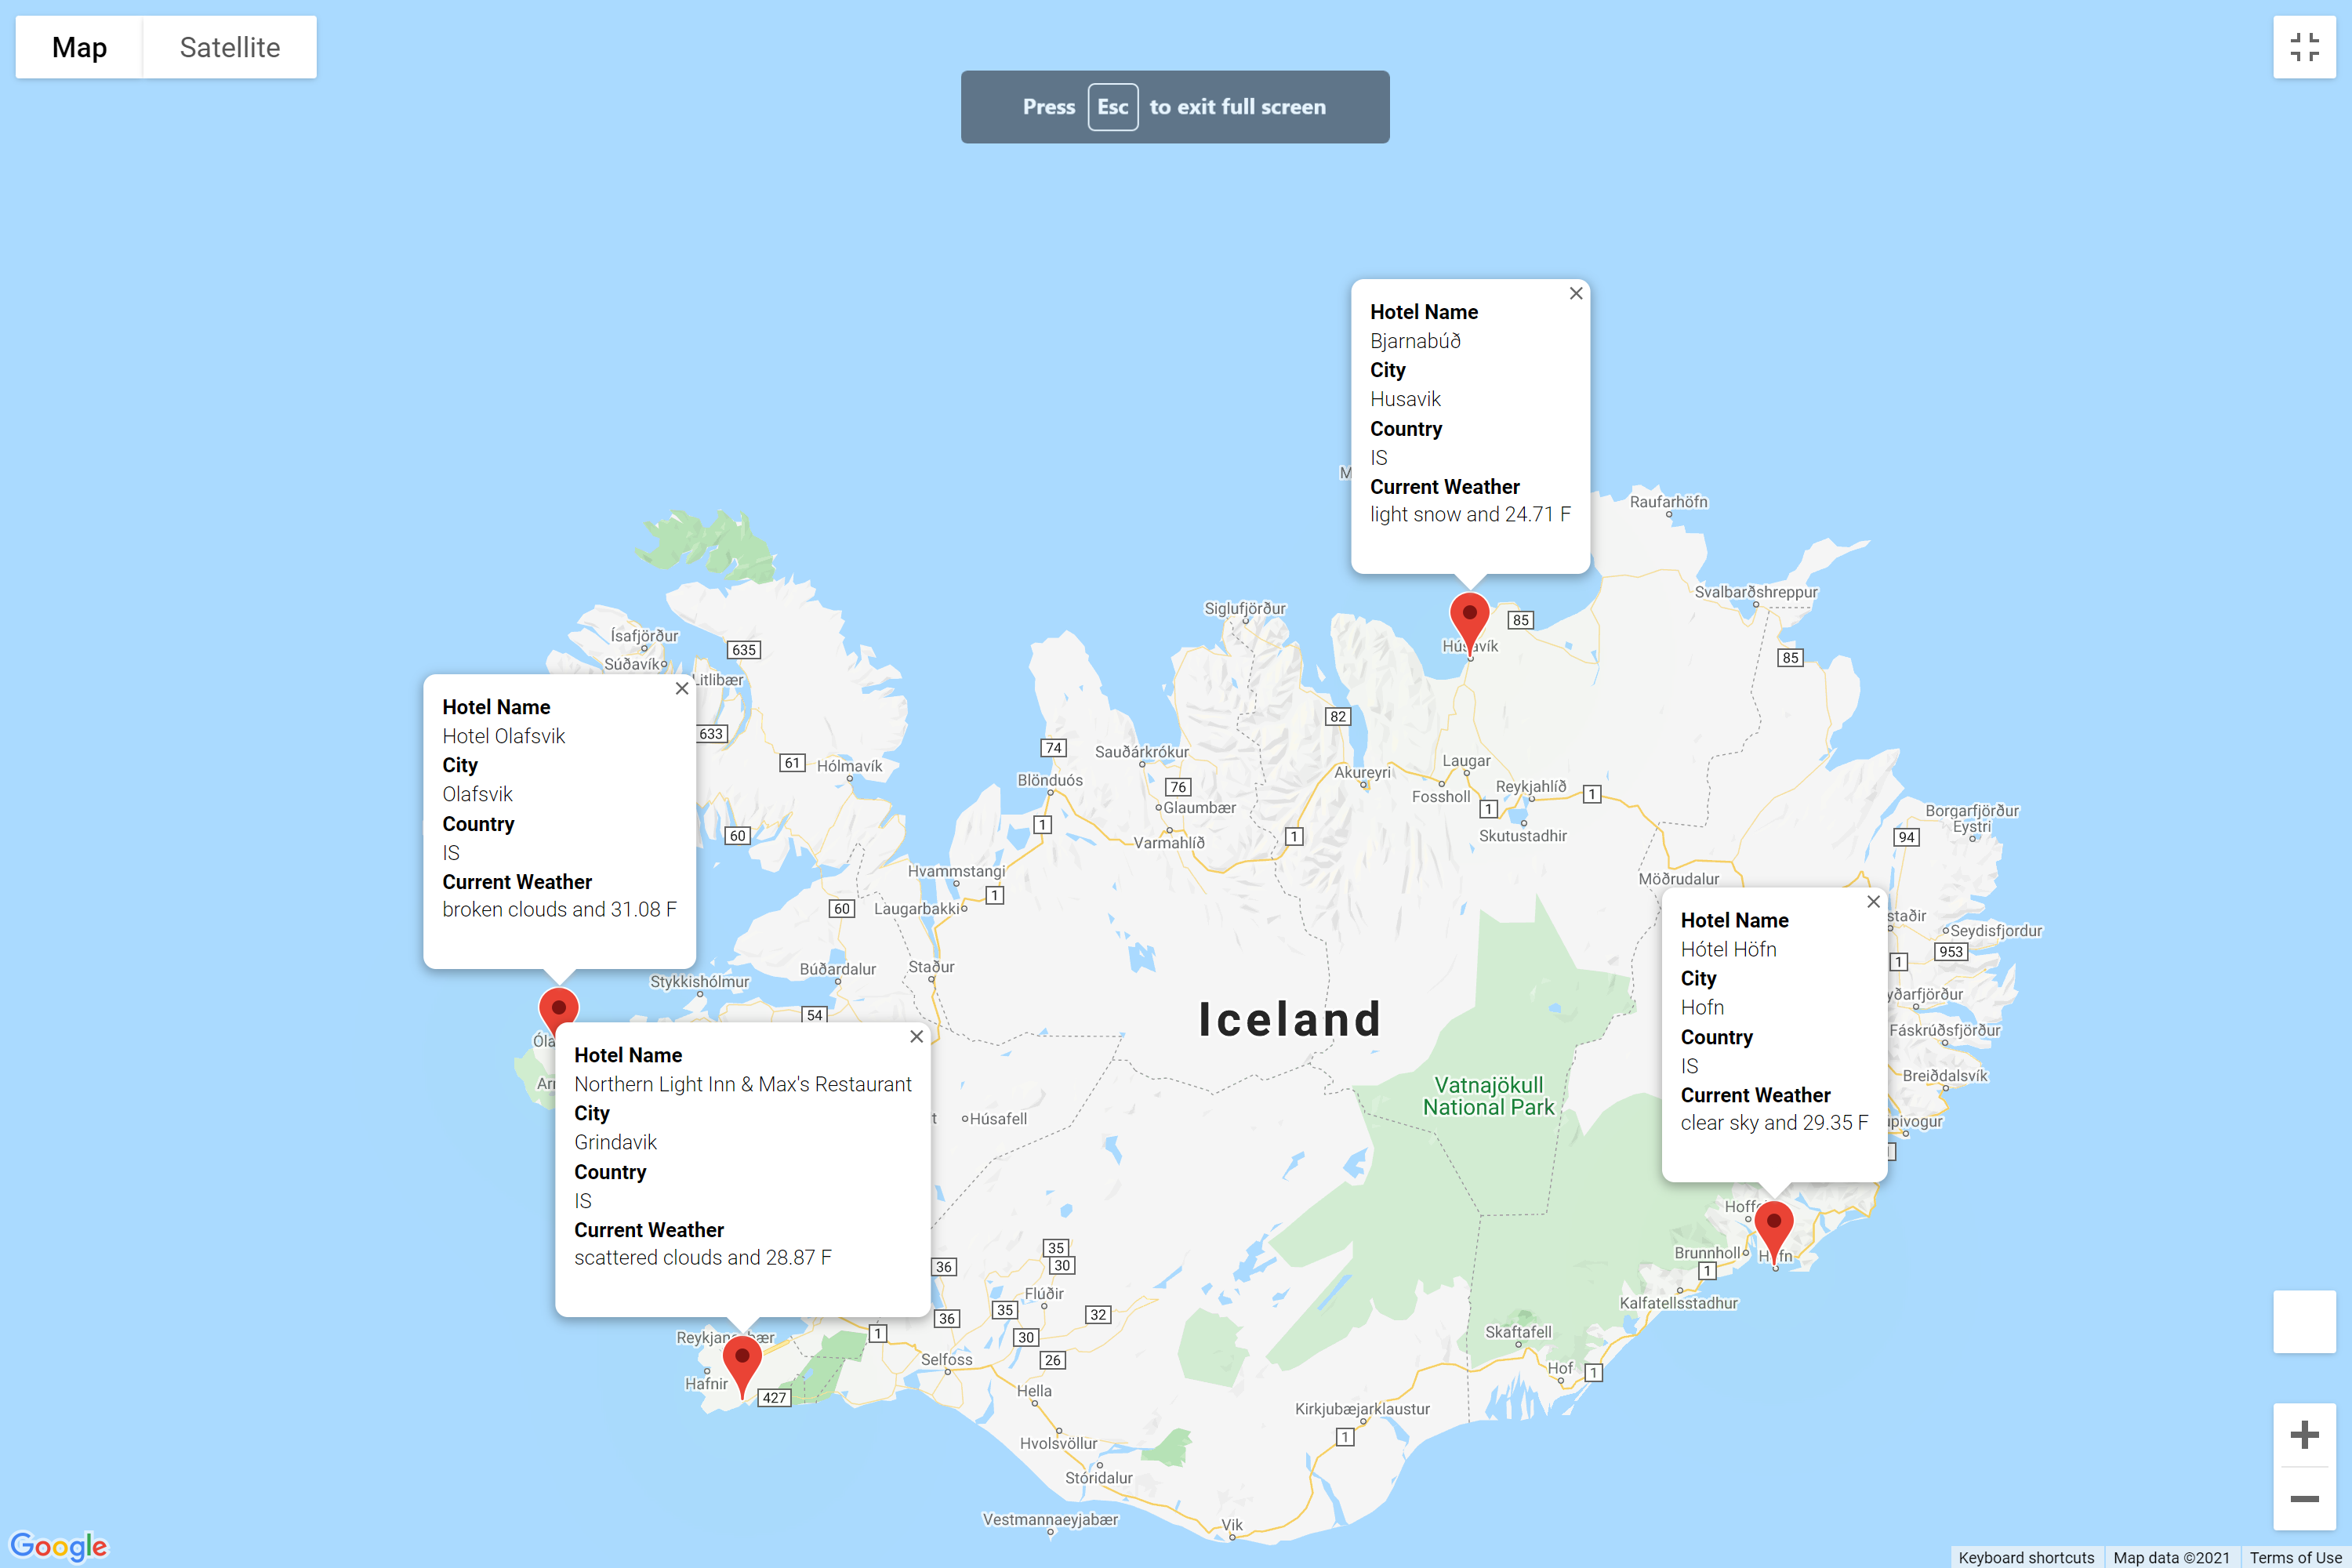 Map
Satellite
Press Esc to exit full screen
Hotel Name
Bjarnabúð
City
Husavik
Country
IS
Current Weather
light snow and 24.71 F
Raufarhöfn
Svalbarðshreppur
Siglufjörður
85
Húsavík
85
Ísafjörður
Súðavík
635
Litlibær
633
Hotel Name
Hotel Olafsvik
City
Olafsvik
Country
IS
Current Weather
broken clouds and 31.08 F
61
Hólmavík
60
74
Sauðárkrókur
Blönduós
76
Glaumbær
1
Varmahlíð
82
Akureyri
Laugar
Fossholl
Reykjahlíð
1
1
Skutustadhir
1
Borgarfjörður
Eystri
94
Möðrudalur
Hvammstangi
1
Laugarbakki
60
Staður
Búðardalur
Stykkishólmur
54
staðir
Seydisfjordur
953
1
yðarfjörður
Fáskrúðsfjörður
Breiðdalsvík
pivogur
Hotel Name
Hótel Höfn
City
Hofn
Country
IS
Current Weather
clear sky and 29.35 F
Iceland
Vatnajökull
National Park
Óla
Arn
Hotel Name
Northern Light Inn & Max's Restaurant
City
Grindavik
Country
IS
Current Weather
scattered clouds and 28.87 F
Húsafell
35
30
36
Flúðir
35
36
32
30
26
1
Selfoss
Hafnir
427
Hella
Hvolsvöllur
Stóridalur
Vestmannaeyjabær
Vik
Kirkjubæjarklaustur
1
Skaftafell
Hof
1
Kalfatellsstadhur
Brunnholl
1
Höfn
Google
Keyboard shortcuts
Map data ©2021
Terms of Use